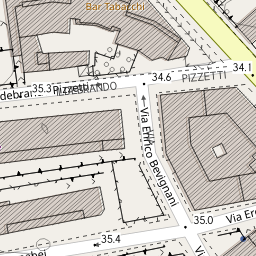 Bar Tabacchi
34.1
34.6
PIZZETTI
35.3
ILDEBRANDO
Via Enrico Bevignani
35.0
Via Er
35.4